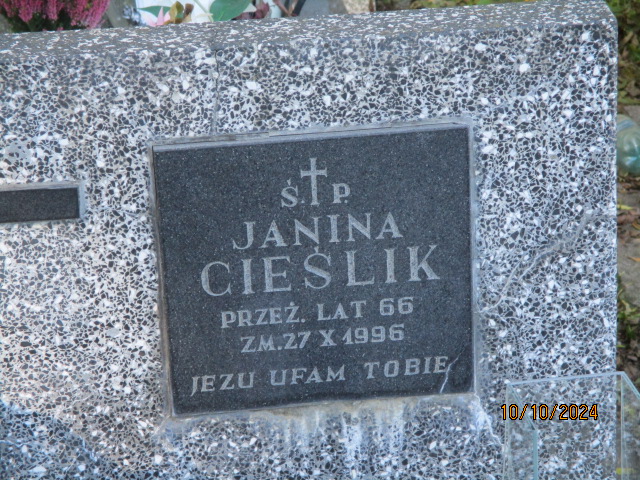 Ś. P.
JANINA
CIEŚLIK
PRZEŻ. LAT 66
ZM. 27 X 1996
JEZU UFAM TOBIE
10/10/2024